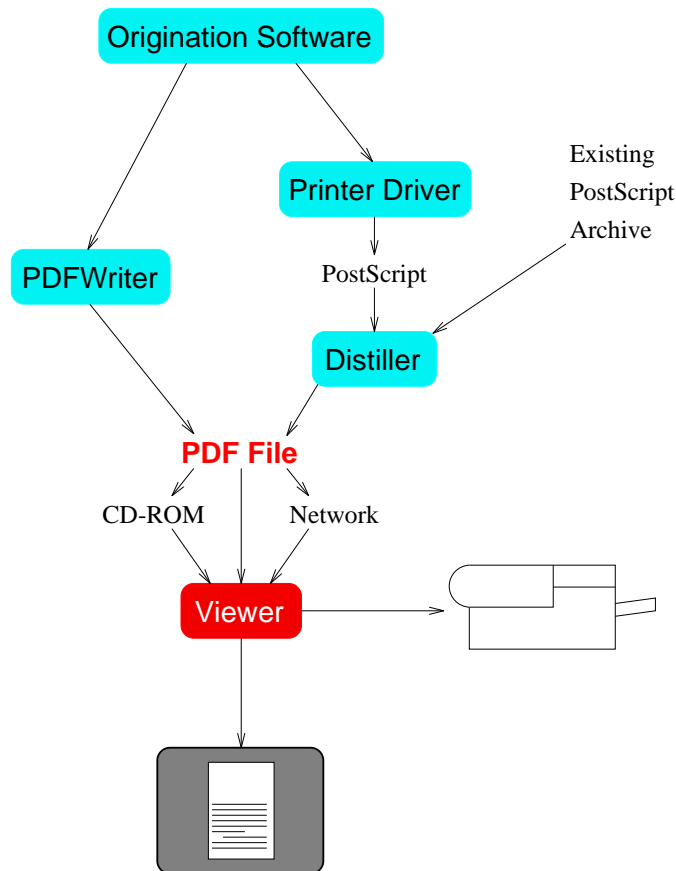 Origination Software
Printer Driver
Existing
PostScript
Archive
PDFWriter
PostScript
Distiller
PDF File
CD-ROM
Network
Viewer